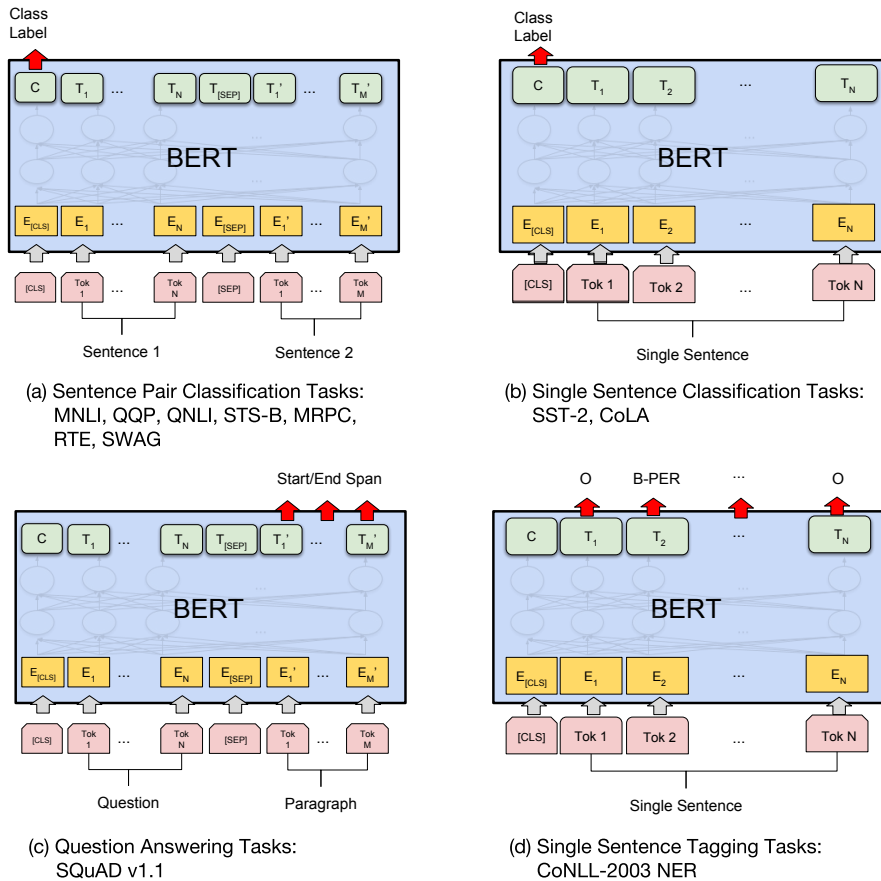 Class
Label
C T1 ... TN T[SEP] T1' ... TM'
...
BERT
...
E[CLS] E1 ... EN E[SEP] E1' ... EM'
[CLS] Tok 1 ... Tok N [SEP] Tok 1 ... Tok M
Sentence 1 Sentence 2
(a) Sentence Pair Classification Tasks:
MNLI, QQP, QNLI, STS-B, MRPC,
RTE, SWAG
Class
Label
C T1 T2 ... TN
...
BERT
...
E[CLS] E1 E2 ... EN
[CLS] Tok 1 Tok 2 ... Tok N
Single Sentence
(b) Single Sentence Classification Tasks:
SST-2, CoLA
Start/End Span
C T1 ... TN T[SEP] T1' ... TM'
...
BERT
...
E[CLS] E1 ... EN E[SEP] E1' ... EM'
[CLS] Tok 1 ... Tok N [SEP] Tok 1 ... Tok M
Question Paragraph
(c) Question Answering Tasks:
SQuAD v1.1
O B-PER ... O
C T1 T2 ... TN
...
BERT
...
E[CLS] E1 E2 ... EN
[CLS] Tok 1 Tok 2 ... Tok N
Single Sentence
(d) Single Sentence Tagging Tasks:
CoNLL-2003 NER